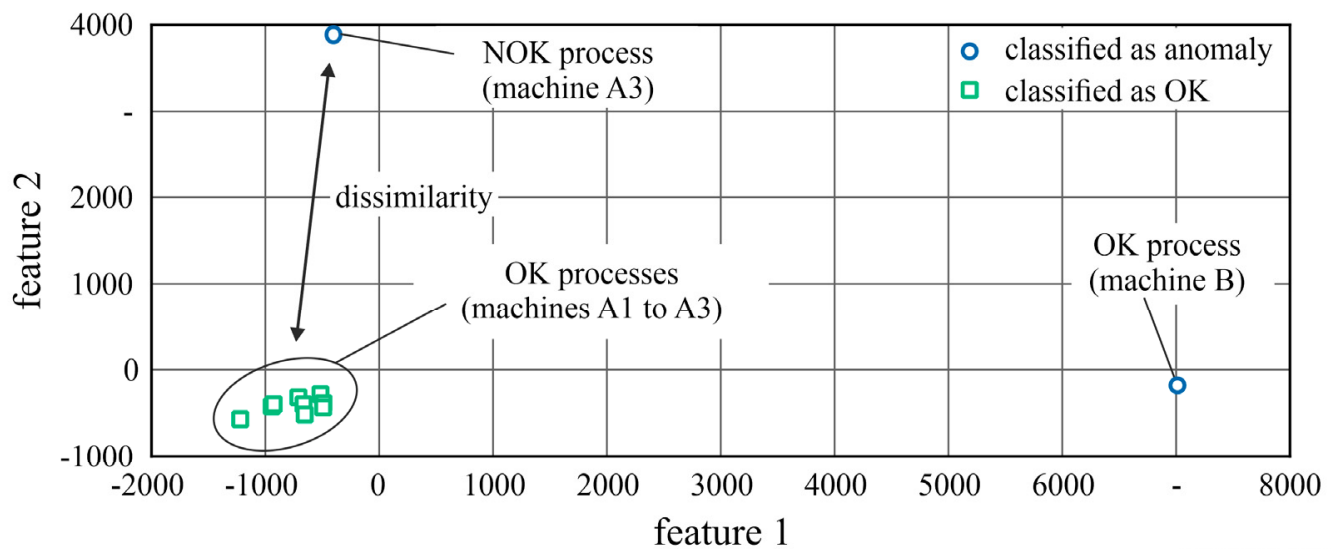 4000
-
2000
1000
0
-1000
feature 2
NOK process
(machine A3)
classified as anomaly
classified as OK
dissimilarity
OK processes
(machines A1 to A3)
OK process
(machine B)
-2000 -1000 0 1000 2000 3000 4000 5000 6000 - 8000
feature 1